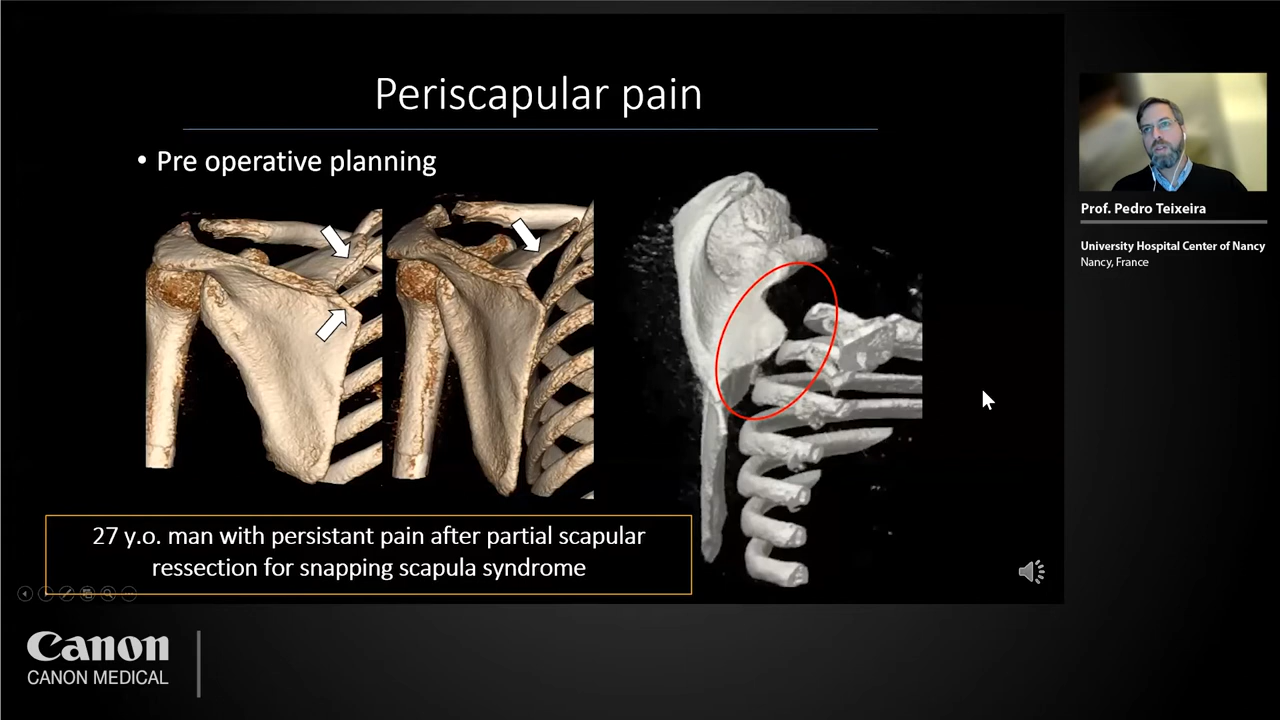 Periscapular pain
• Pre operative planning
27 y.o. man with persistant pain after partial scapular
ressection for snapping scapula syndrome
Prof. Pedro Teixeira
University Hospital Center of Nancy
Nancy, France
Canon
CANON MEDICAL